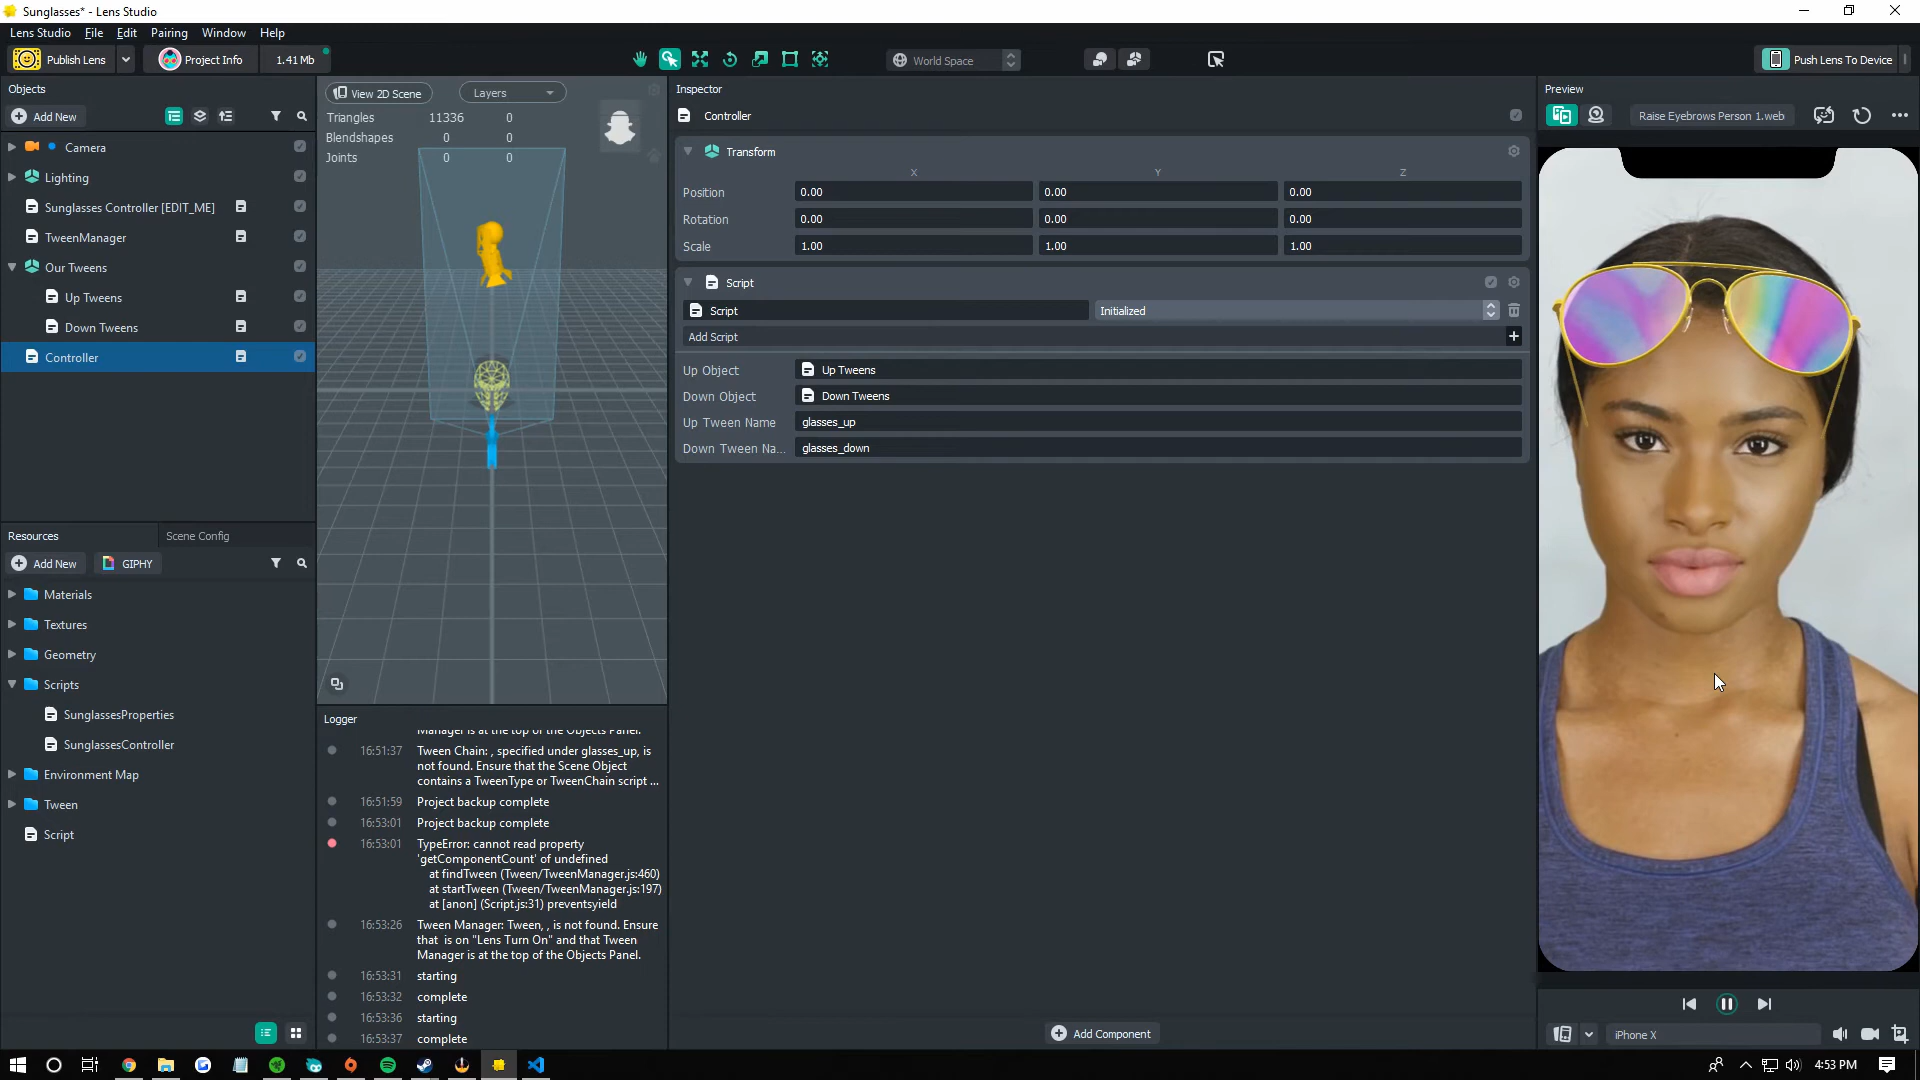 Sunglasses* - Lens Studio
Lens Studio File Edit Pairing Window Help
Publish Lens Project Info 1.41 Mb World Space Push Lens To Device
Objects
Add New
Camera
Lighting
Sunglasses Controller [EDIT_ME]
TweenManager
Our Tweens
Up Tweens
Down Tweens
Controller
Resources Scene Config
Add New GIPHY
Materials
Textures
Geometry
Scripts
SunglassesProperties
SunglassesController
Environment Map
Tween
Script
View 2D Scene Layers
Triangles 11336 0
Blendshapes 0 0
Joints 0 0
Logger
Manager is at the top of the Objects Panel.
16:51:37 Tween Chain: , specified under glasses_up, is
not found. Ensure that the Scene Object
contains a TweenType or TweenChain script ...
16:51:59 Project backup complete
16:53:01 Project backup complete
16:53:01 TypeError: cannot read property
'getComponentCount' of undefined
at findTween (Tween/TweenManager.js:460)
at startTween (Tween/TweenManager.js:197)
at [anon] (Script.js:31) preventsyield
16:53:26 Tween Manager: Tween, , is not found. Ensure
that  is on "Lens Turn On" and that Tween
Manager is at the top of the Objects Panel.
16:53:31 starting
16:53:32 complete
16:53:36 starting
16:53:37 complete
Inspector
Controller
Transform
X Y Z
Position 0.00 0.00 0.00
Rotation 0.00 0.00 0.00
Scale 1.00 1.00 1.00
Script
Script Initialized
Add Script +
Up Object Up Tweens
Down Object Down Tweens
Up Tween Name glasses_up
Down Tween Na... glasses_down
Add Component
Preview
Raise Eyebrows Person 1.web
iPhone X
4:53 PM